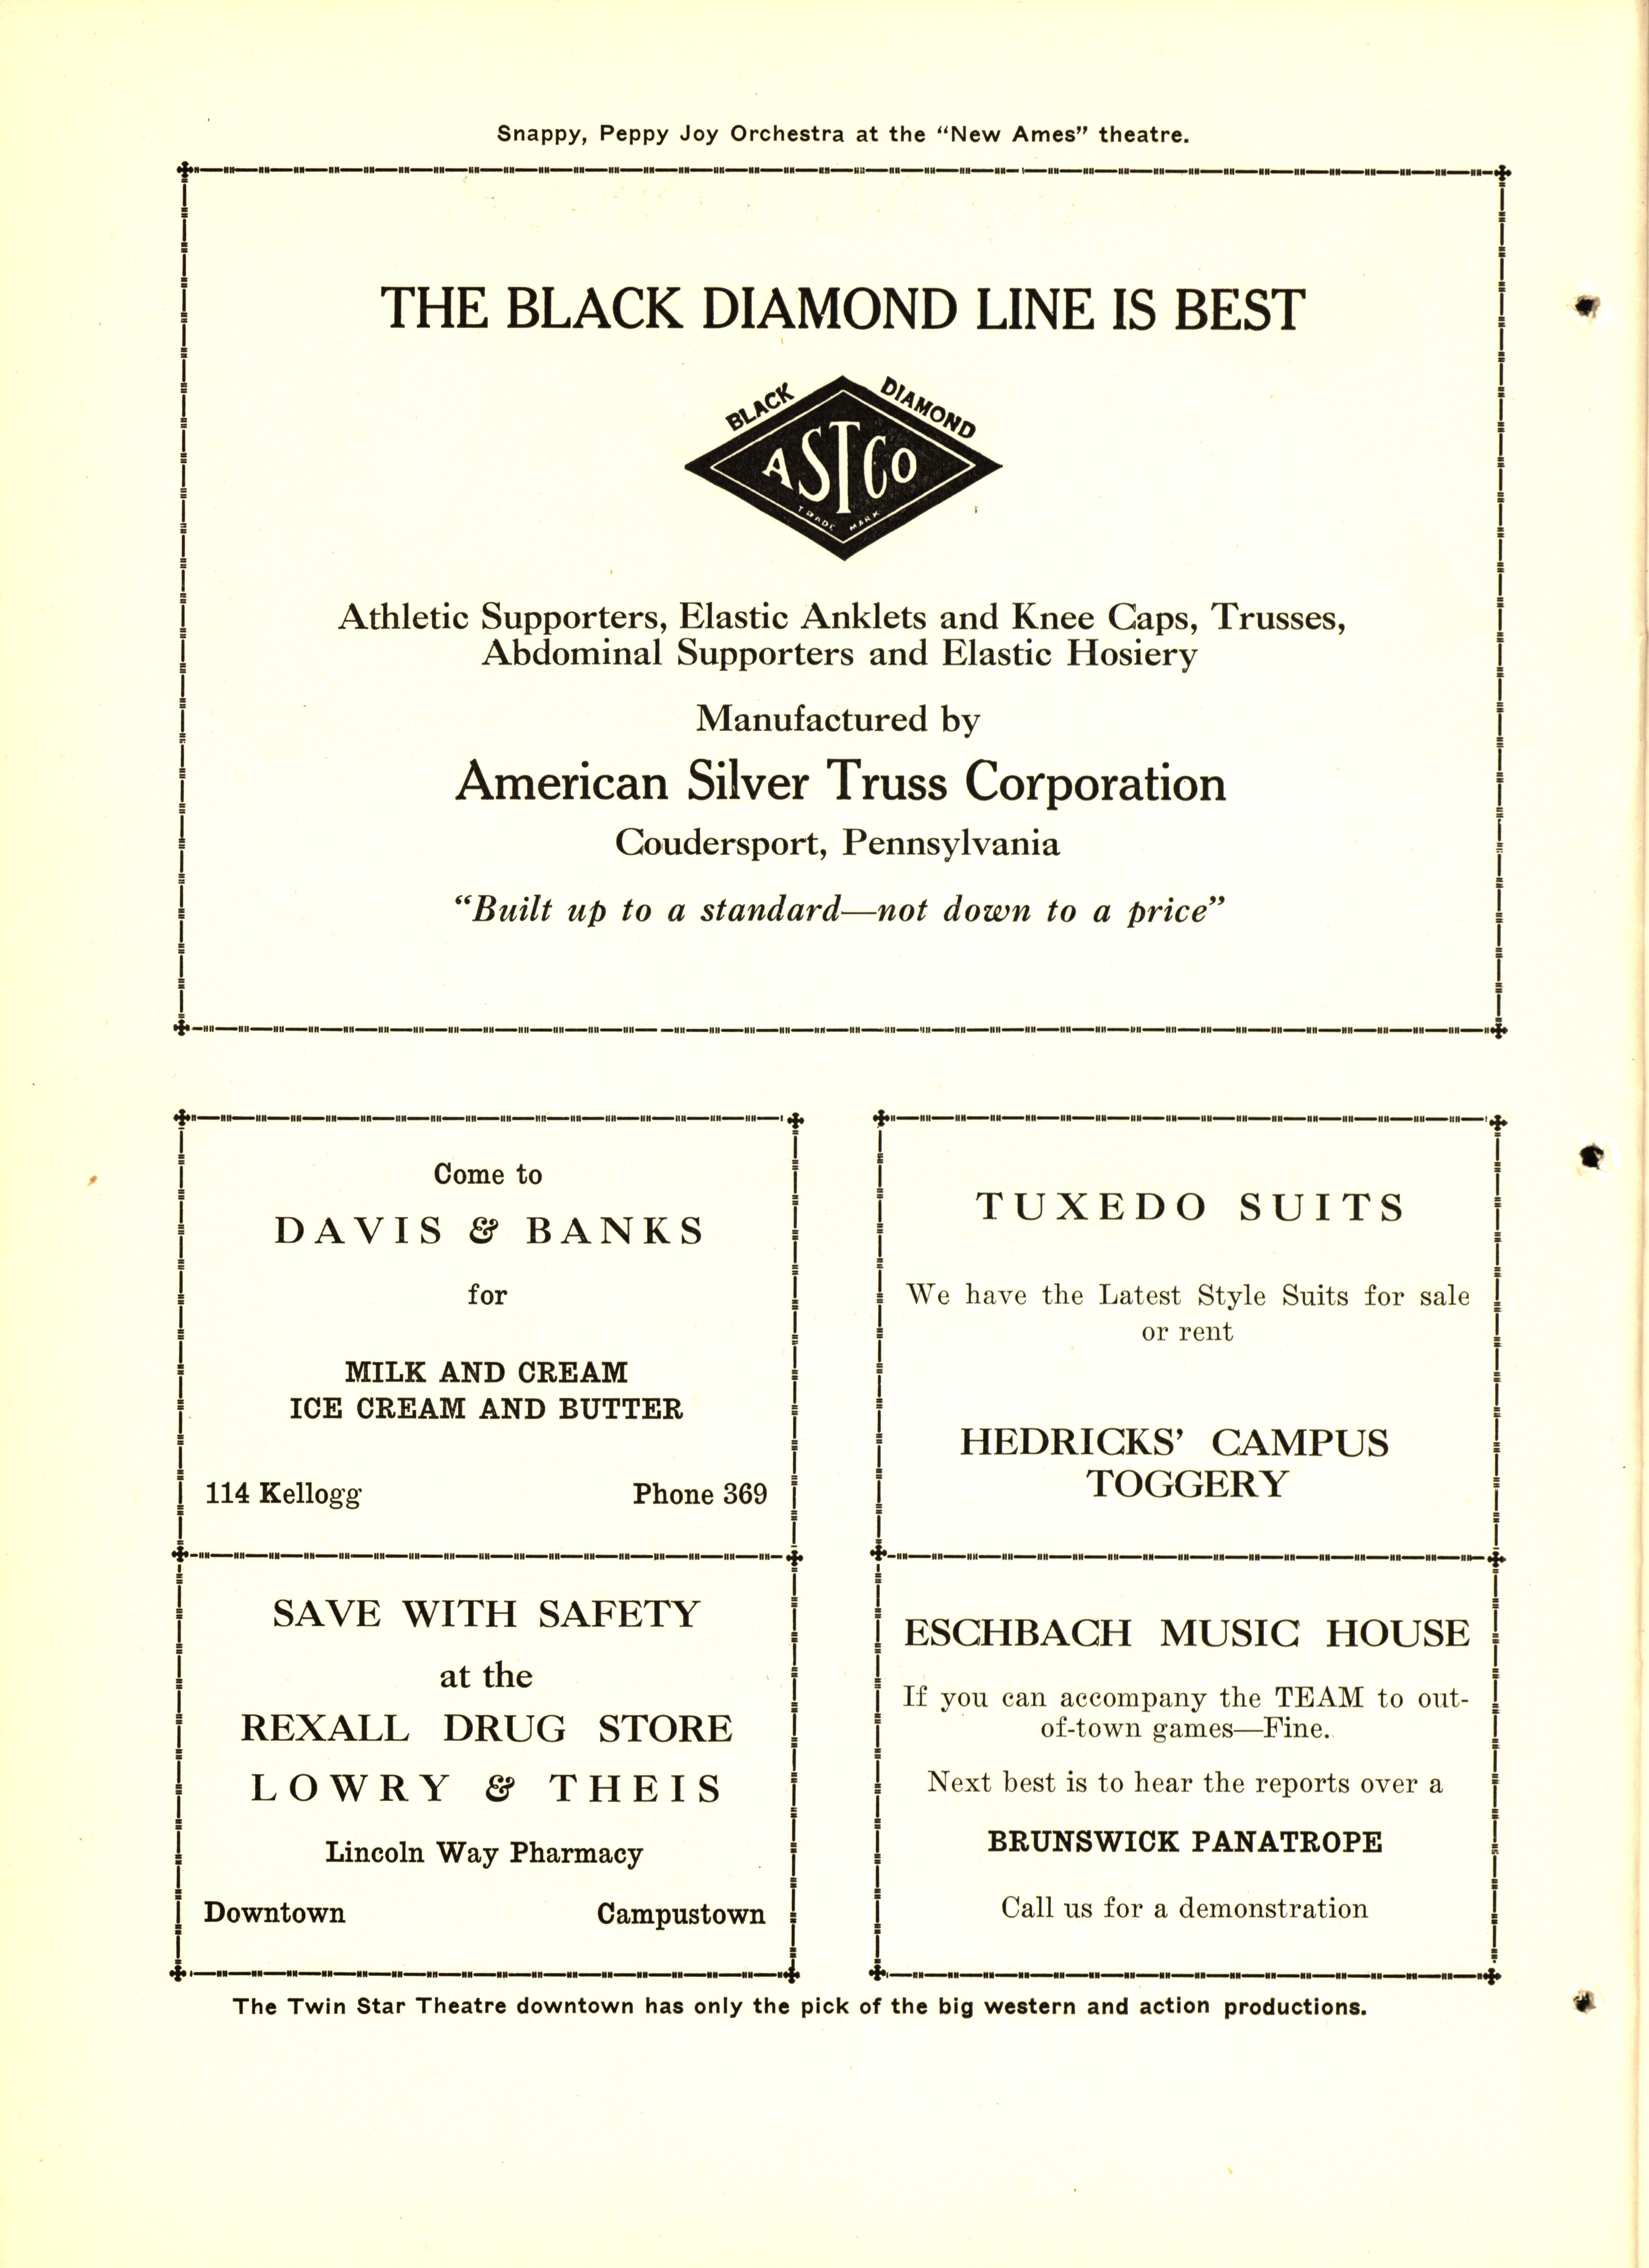 Snappy, Peppy Joy Orchestra at the “New Ames” theatre.
THE BLACK DIAMOND LINE IS BEST
BLACK DIAMOND
ASTCO
TRADE MARK
Athletic Supporters, Elastic Anklets and Knee Caps, Trusses,
Abdominal Supporters and Elastic Hosiery
Manufactured by
American Silver Truss Corporation
Coudersport, Pennsylvania
“Built up to a standard—not down to a price”
Come to
DAVIS & BANKS
for
MILK AND CREAM
ICE CREAM AND BUTTER
114 Kellogg Phone 369
SAVE WITH SAFETY
at the
REXALL DRUG STORE
LOWRY & THEIS
Lincoln Way Pharmacy
Downtown Campustown
TUXEDO SUITS
We have the Latest Style Suits for sale
or rent
HEDRICKS’ CAMPUS
TOGGERY
ESCHBACH MUSIC HOUSE
If you can accompany the TEAM to out-
of-town games—Fine.
Next best is to hear the reports over a
BRUNSWICK PANATROPE
Call us for a demonstration
The Twin Star Theatre downtown has only the pick of the big western and action productions.